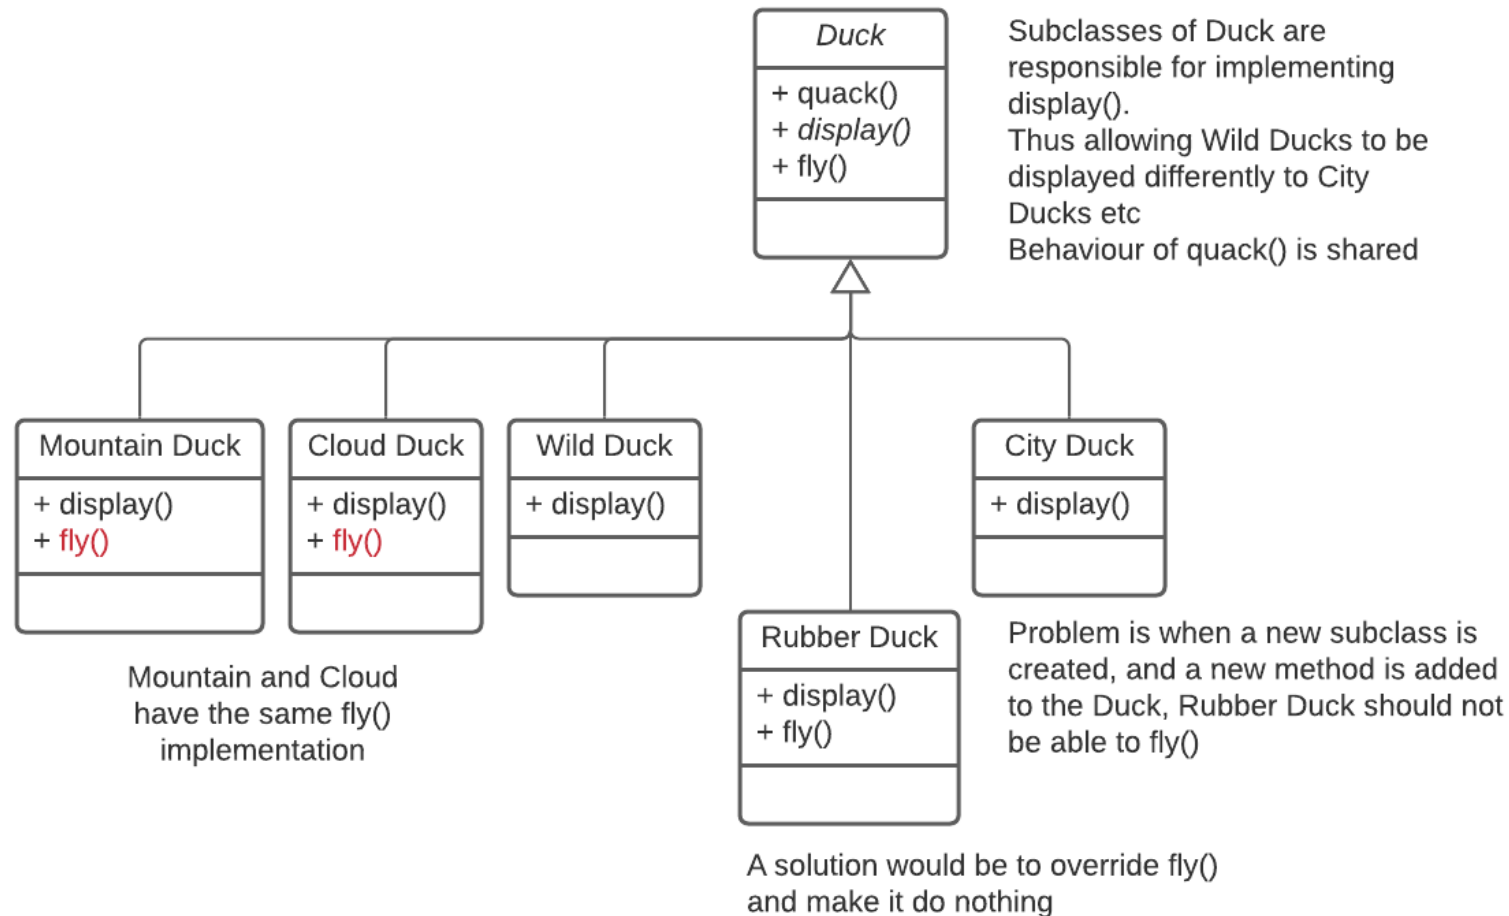 Duck
+ quack()
+ display()
+ fly()
Subclasses of Duck are
responsible for implementing
display().
Thus allowing Wild Ducks to be
displayed differently to City
Ducks etc
Behaviour of quack() is shared
Mountain Duck
+ display()
+ fly()
Cloud Duck
+ display()
+ fly()
Wild Duck
+ display()
City Duck
+ display()
Mountain and Cloud
have the same fly()
implementation
Rubber Duck
+ display()
+ fly()
Problem is when a new subclass is
created, and a new method is added
to the Duck, Rubber Duck should not
be able to fly()
A solution would be to override fly()
and make it do nothing